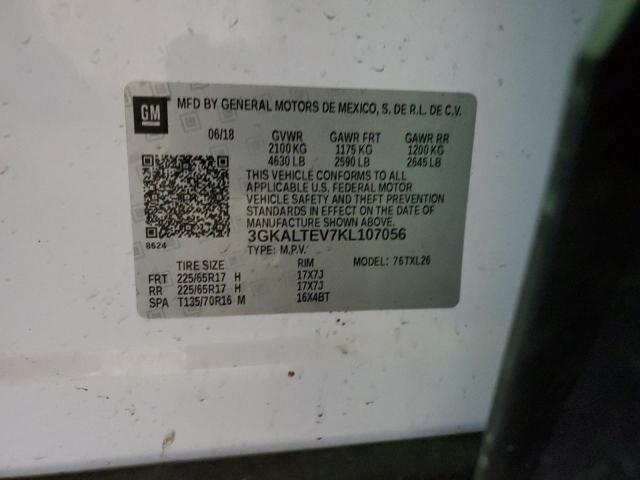 GM MFD BY GENERAL MOTORS DE MEXICO, S. DE R.L. DE C.V.
06/18 GVWR GAWR FRT GAWR RR
2100 KG 1175 KG 1200 KG
4630 LB 2590 LB 2645 LB
THIS VEHICLE CONFORMS TO ALL
APPLICABLE U.S. FEDERAL MOTOR
VEHICLE SAFETY AND THEFT PREVENTION
STANDARDS IN EFFECT ON THE DATE OF
MANUFACTURE SHOWN ABOVE.
3GKALTEV7KL107056
8624 TYPE: M.P.V.
TIRE SIZE RIM MODEL: 76TXL26
FRT 225/65R17 H 17X7J
RR 225/65R17 H 17X7J
SPA T135/70R16 M 16X4BT